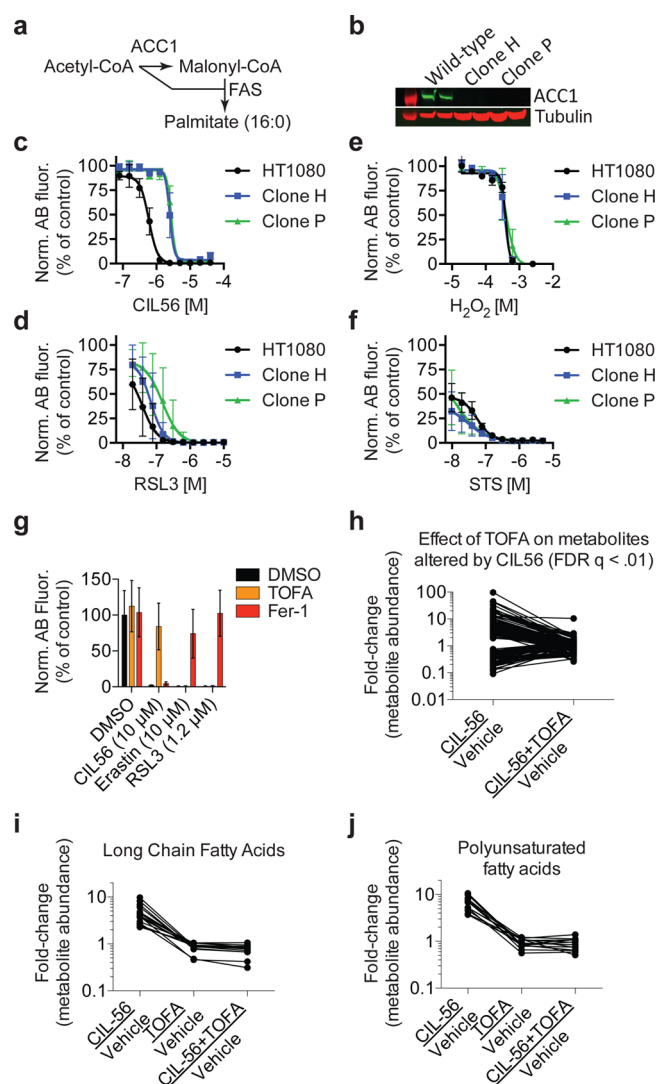 a
ACC1
Acetyl-CoA
Malonyl-CoA
FAS
Palmitate (16:0)
b
Wild-type
Clone H
Clone P
ACC1
Tubulin
c
Norm. AB fluor.
(% of control)
100
75
50
25
0
-7 -6 -5 -4
CIL56 [M]
HT1080
Clone H
Clone P
e
Norm. AB fluor.
(% of control)
100
75
50
25
0
-5 -4 -3 -2
H₂O₂ [M]
HT1080
Clone H
Clone P
d
Norm. AB fluor.
(% of control)
100
75
50
25
0
-8 -7 -6 -5
RSL3 [M]
HT1080
Clone H
Clone P
f
Norm. AB fluor.
(% of control)
100
75
50
25
0
-8 -7 -6 -5
STS [M]
HT1080
Clone H
Clone P
g
Norm. AB Fluor.
(% of control)
150
100
50
0
DMSO
TOFA
Fer-1
DMSO
CIL56 (10 µM)
Erastin (10 µM)
RSL3 (1.2 µM)
h
Effect of TOFA on metabolites
altered by CIL56 (FDR q < .01)
Fold-change
(metabolite abundance)
100
10
1
0.1
0.01
CIL-56
Vehicle
CIL-56+TOFA
Vehicle
i
Long Chain Fatty Acids
Fold-change
(metabolite abundance)
10
1
0.1
CIL-56
Vehicle
TOFA
Vehicle
CIL-56+TOFA
Vehicle
j
Polyunsaturated
fatty acids
Fold-change
(metabolite abundance)
10
1
0.1
CIL-56
Vehicle
TOFA
Vehicle
CIL-56+TOFA
Vehicle